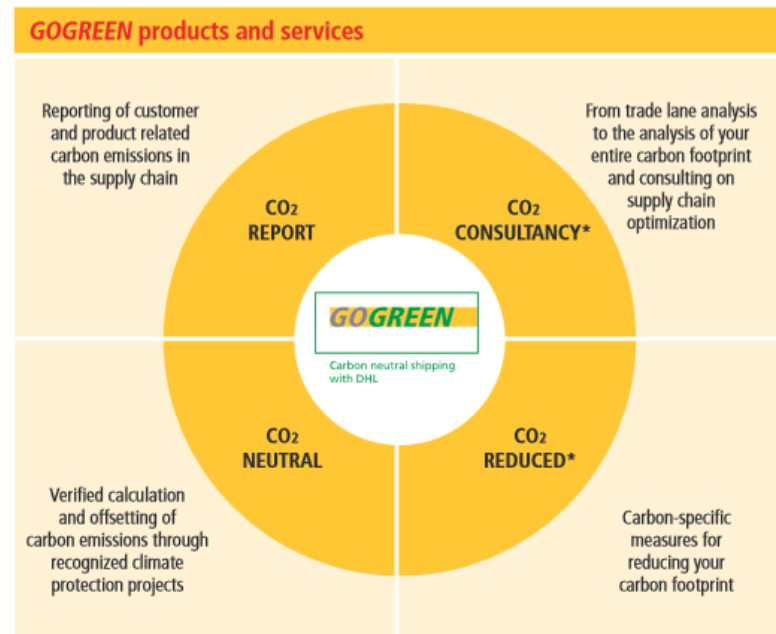 GOGREEN products and services
Reporting of customer
and product related
carbon emissions in
the supply chain
CO₂
REPORT
From trade lane analysis
to the analysis of your
entire carbon footprint
and consulting on
supply chain
optimization
CO₂
CONSULTANCY*
GOGREEN
Carbon neutral shipping
with DHL
CO₂
NEUTRAL
Verified calculation
and offsetting of
carbon emissions through
recognized climate
protection projects
CO₂
REDUCED*
Carbon-specific
measures for
reducing your
carbon footprint